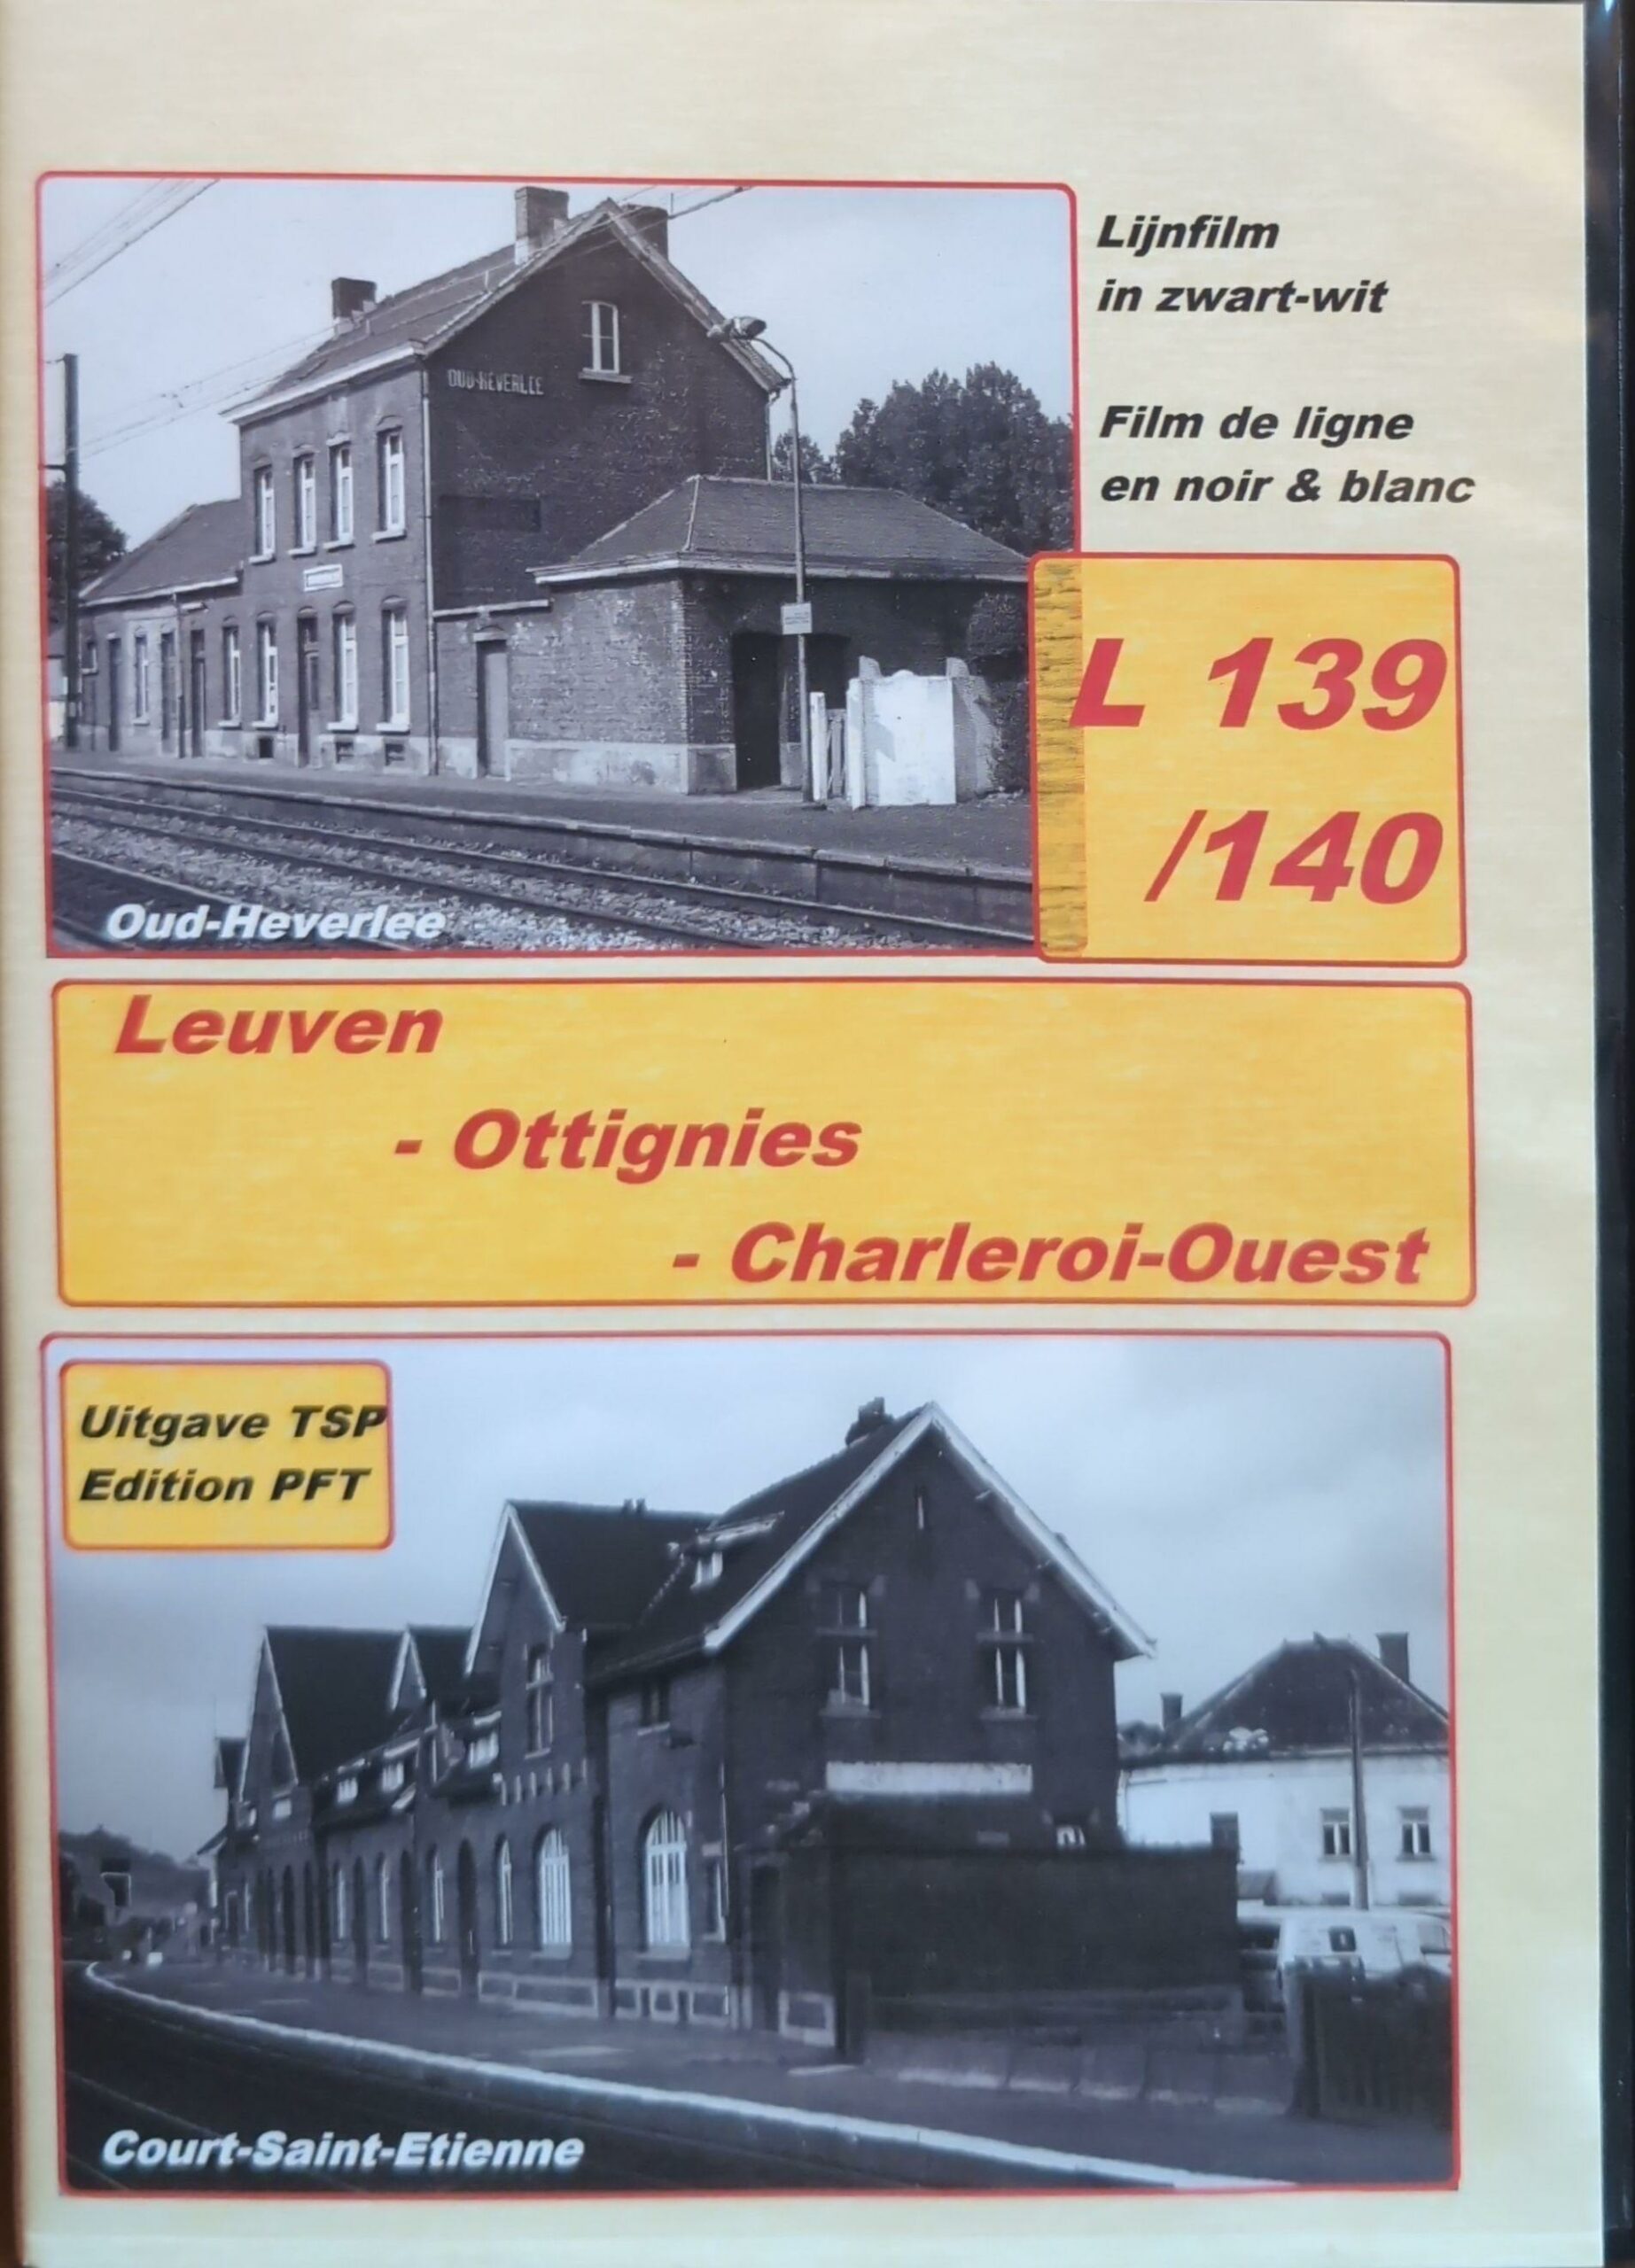 Lijnfilm
in zwart-wit
Film de ligne
en noir & blanc
OUD-HEVERLEE
L 139
/140
Oud-Heverlee
Leuven
- Ottignies
- Charleroi-Ouest
Uitgave TSP
Edition PFT
Court-Saint-Etienne